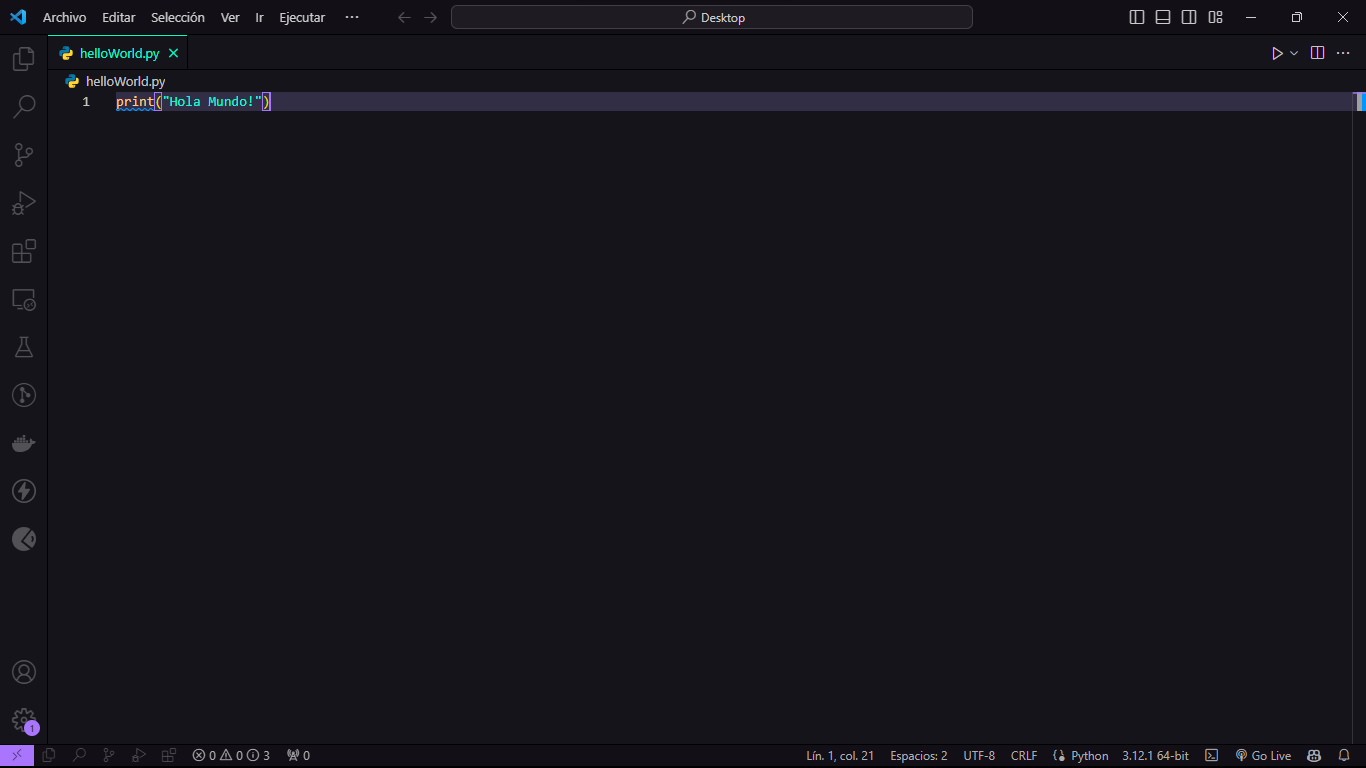 Archivo Editar Selección Ver Ir Ejecutar ··· Desktop
helloWorld.py
helloWorld.py
1 print("Hola Mundo!")
1
0 0 3 0 Lín. 1, col. 21 Espacios: 2 UTF-8 CRLF Python 3.12.1 64-bit Go Live